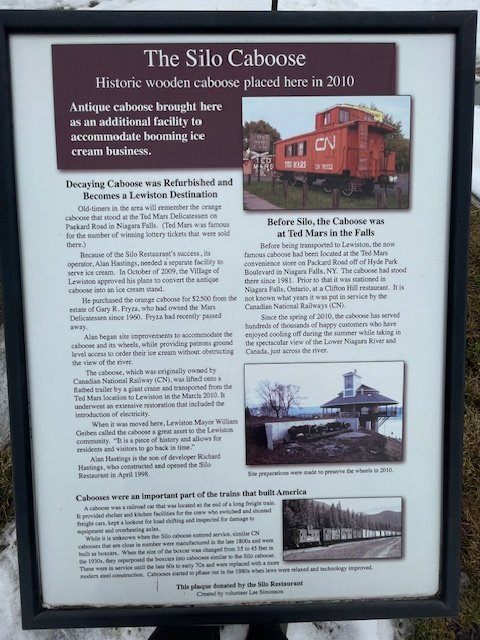 The Silo Caboose
Historic wooden caboose placed here in 2010
Antique caboose brought here
as an additional facility to
accommodate booming ice
cream business.
CN
TED MARS
CN 79522
TED
MARS
Decaying Caboose was Refurbished and
Becomes a Lewiston Destination
Old-timers in the area will remember the orange
caboose that stood at the Ted Mars Delicatessen on
Packard Road in Niagara Falls. (Ted Mars was famous
for the number of winning lottery tickets that were sold
there.)
Because of the Silo Restaurant's success, its
operator, Alan Hastings, needed a separate facility to
serve ice cream. In October of 2009, the Village of
Lewiston approved his plans to convert the antique
caboose into an ice cream stand.
He purchased the orange caboose for $2500 from the
estate of Gary R. Fryza, who had owned the Mars
Delicatessen since 1960. Fryza had recently passed
away.
Alan began site improvements to accommodate the
caboose and its wheels, while providing patrons ground
level access to order their ice cream without obstructing
the view of the river.
The caboose, which was originally owned by
Canadian National Railway (CN), was lifted onto a
flatbed trailer by a giant crane and transported from the
Ted Mars location to Lewiston in the March 2010. It
underwent an extensive restoration that included the
introduction of electricity.
When it was moved here, Lewiston Mayor William
Geiben called the caboose a great asset to the Lewiston
community. "It is a piece of history and allows for
residents and visitors to go back in time."
Alan Hastings is the son of developer Richard
Hastings, who constructed and opened the Silo
Restaurant in April 1998.
Before Silo, the Caboose was
at Ted Mars in the Falls
Before being transported to Lewiston, the now
famous caboose had been located at the Ted Mars
convenience store on Packard Road off of Hyde Park
Boulevard in Niagara Falls, NY. The caboose had stood
there since 1981. Prior to that it was stationed in
Niagara Falls, Ontario, at a Clifton Hill restaurant. It is
not known what years it was put in service by the
Canadian National Railways (CN).
Since the spring of 2010, the caboose has served
hundreds of thousands of happy customers who have
enjoyed cooling off during the summer while taking in
the spectacular view of the Lower Niagara River and
Canada, just across the river.
Site preparations were made to preserve the wheels in 2010.
Cabooses were an important part of the trains that built America
A caboose was a railroad car that was located at the end of a long freight train.
It provided shelter and kitchen facilities for the crew who switched and shunted
freight cars, kept a lookout for load shifting and inspected for damage to
equipment and overheating axles.
While it is unknown when the Silo caboose entered service, similar CN
cabooses that are close in number were manufactured in the late 1800s and were
built as boxcars. When the size of the boxcar was changed from 35 to 45 feet in
the 1930s, they repurposed the boxcars into cabooses similar to the Silo caboose.
These were in service until the late 60s to early 70s and were replaced with a more
modern steel construction. Cabooses started to phase out in the 1980s when laws were relaxed and technology improved.
This plaque donated by the Silo Restaurant
Created by volunteer Lee Simonson